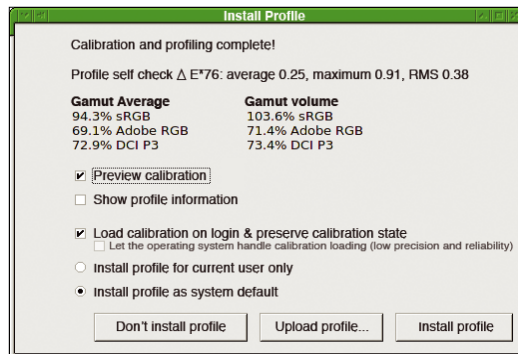 Install Profile
Calibration and profiling complete!
Profile self check Δ E*76: average 0.25, maximum 0.91, RMS 0.38
Gamut Average Gamut volume
94.3% sRGB 103.6% sRGB
69.1% Adobe RGB 71.4% Adobe RGB
72.9% DCI P3 73.4% DCI P3
Preview calibration
Show profile information
Load calibration on login & preserve calibration state
Let the operating system handle calibration loading (low precision and reliability)
Install profile for current user only
Install profile as system default
Don't install profile Upload profile... Install profile